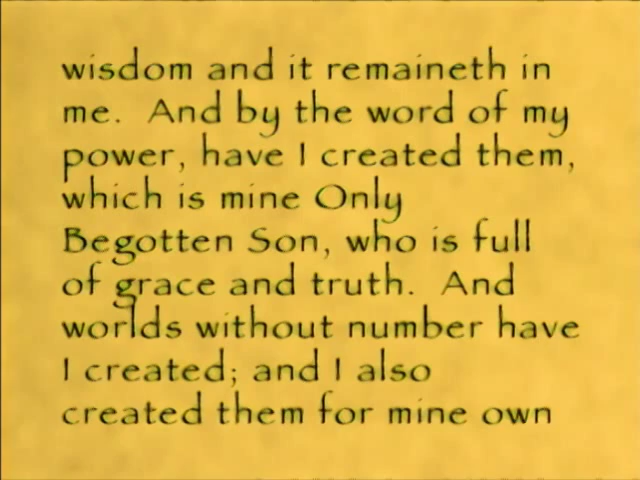 wisdom and it remaineth in
me. And by the word of my
power, have I created them,
which is mine Only
Begotten Son, who is full
of grace and truth. And
worlds without number have
I created; and I also
created them for mine own